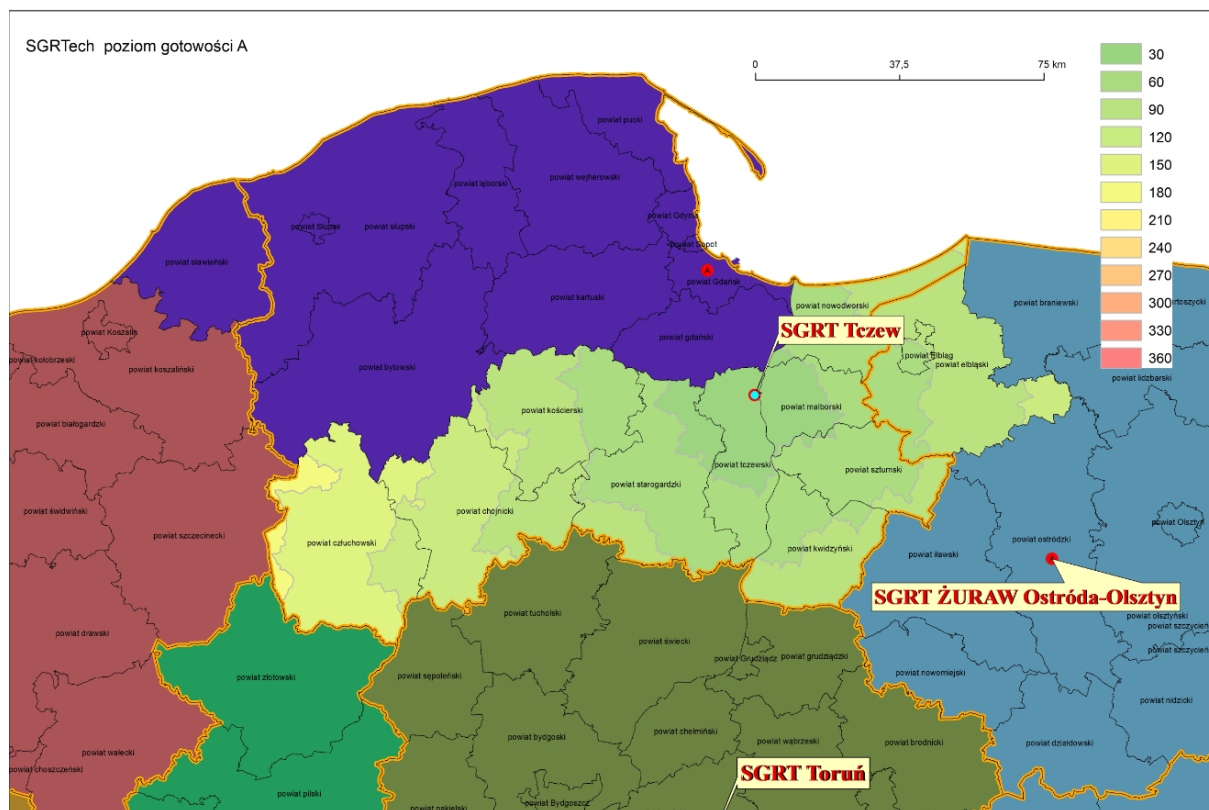 SGRTech poziom gotowości A
0 37,5 75 km
30
60
90
120
150
180
210
240
270
300
330
360
powiat pucki
powiat wejherowski
powiat lęborski
powiat Słupsk
powiat słupski
powiat Gdynia
powiat Sopot
powiat sławieński
A
powiat Gdańsk
powiat kartuski
powiat nowodworski
powiat braniewski
powiat Koszalin
powiat kołobrzeski
powiat koszaliński
powiat gdański
SGRT Tczew
powiat Elbląg
powiat elbląski
powiat bytowski
powiat lidzbarski
powiat kościerski
powiat malborski
powiat białogardzki
powiat tczewski
powiat sztumski
powiat starogardzki
powiat świdwiński
powiat szczecinecki
powiat chojnicki
powiat Olsztyn
powiat człuchowski
powiat kwidzyński
powiat iławski
powiat ostródzki
SGRT ŻURAW Ostróda-Olsztyn
powiat tucholski
powiat olsztyński
powiat drawski
powiat świecki
powiat Grudziądz
powiat grudziądzki
powiat złotowski
powiat sępoleński
powiat nowomiejski
powiat nidzicki
powiat bydgoski
powiat chełmiński
powiat wąbrzeski
powiat brodnicki
powiat działdowski
powiat wałecki
powiat choszczeński
SGRT Toruń
powiat pilski
powiat nakielski
powiat Bydgoszcz